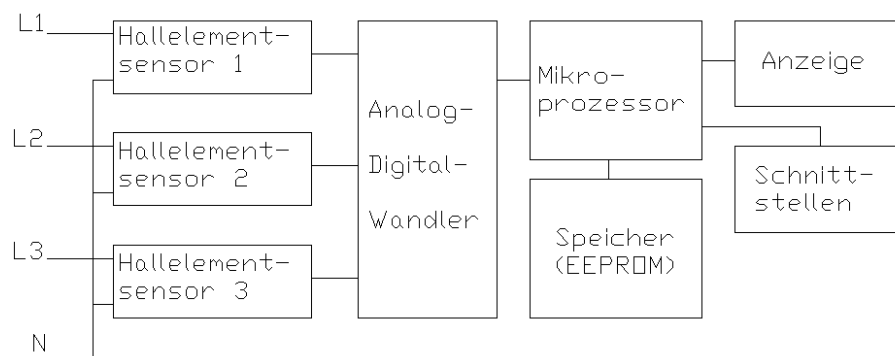 L1
Hallelement-
sensor 1
L2
Hallelement-
sensor 2
L3
Hallelement-
sensor 3
N
Analog-
Digital-
Wandler
Mikro-
prozessor
Speicher
(EEPROM)
Anzeige
Schnitt-
stellen